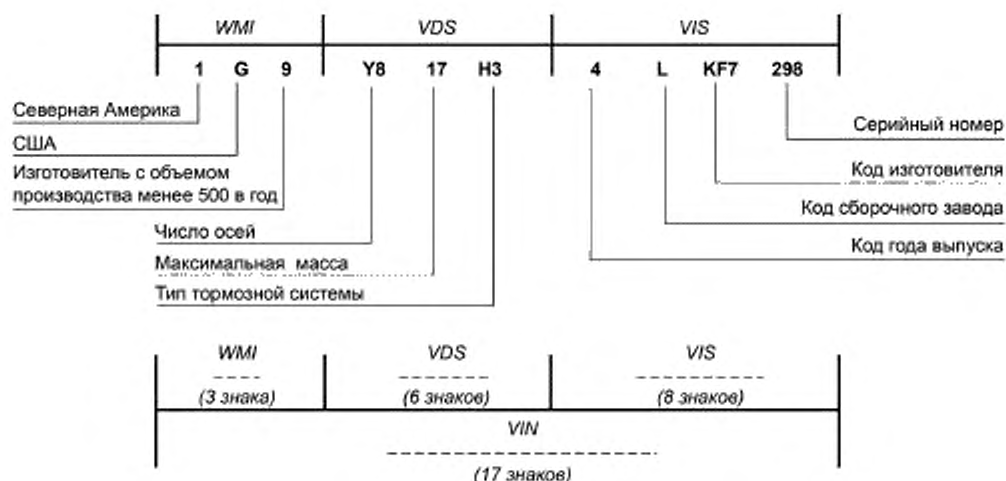 WMI VDS VIS
1 G 9 Y8 17 H3 4 L KF7 298
Северная Америка
Серийный номер
США
Изготовитель с объемом
производства менее 500 в год
Код изготовителя
Код сборочного завода
Число осей
Код года выпуска
Максимальная масса
Тип тормозной системы
WMI VDS VIS
(3 знака) (6 знаков) (8 знаков)
VIN
(17 знаков)